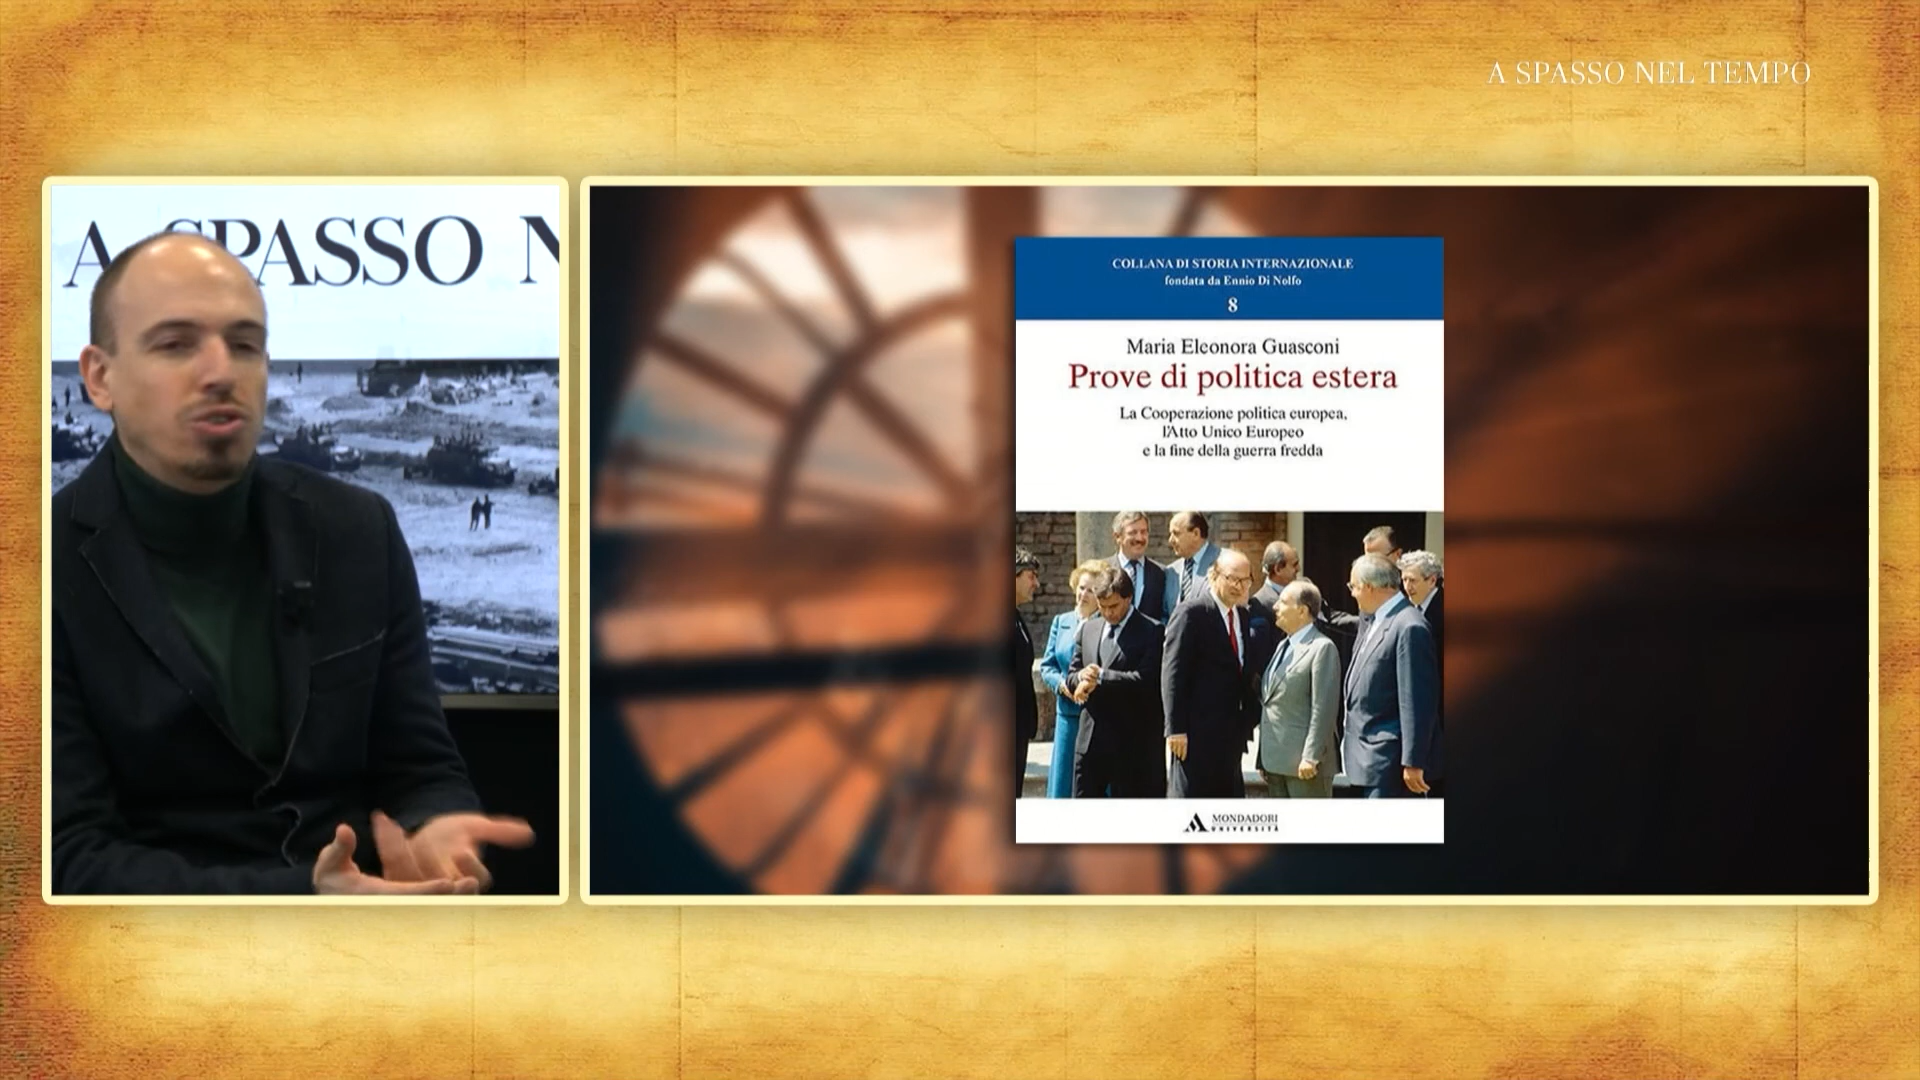 A SPASSO NEL TEMPO
A SPASSO N
COLLANA DI STORIA INTERNAZIONALE
fondata da Ennio Di Nolfo
8
Maria Eleonora Guasconi
Prove di politica estera
La Cooperazione politica europea,
l'Atto Unico Europeo
e la fine della guerra fredda
MONDADORI
UNIVERSITÀ